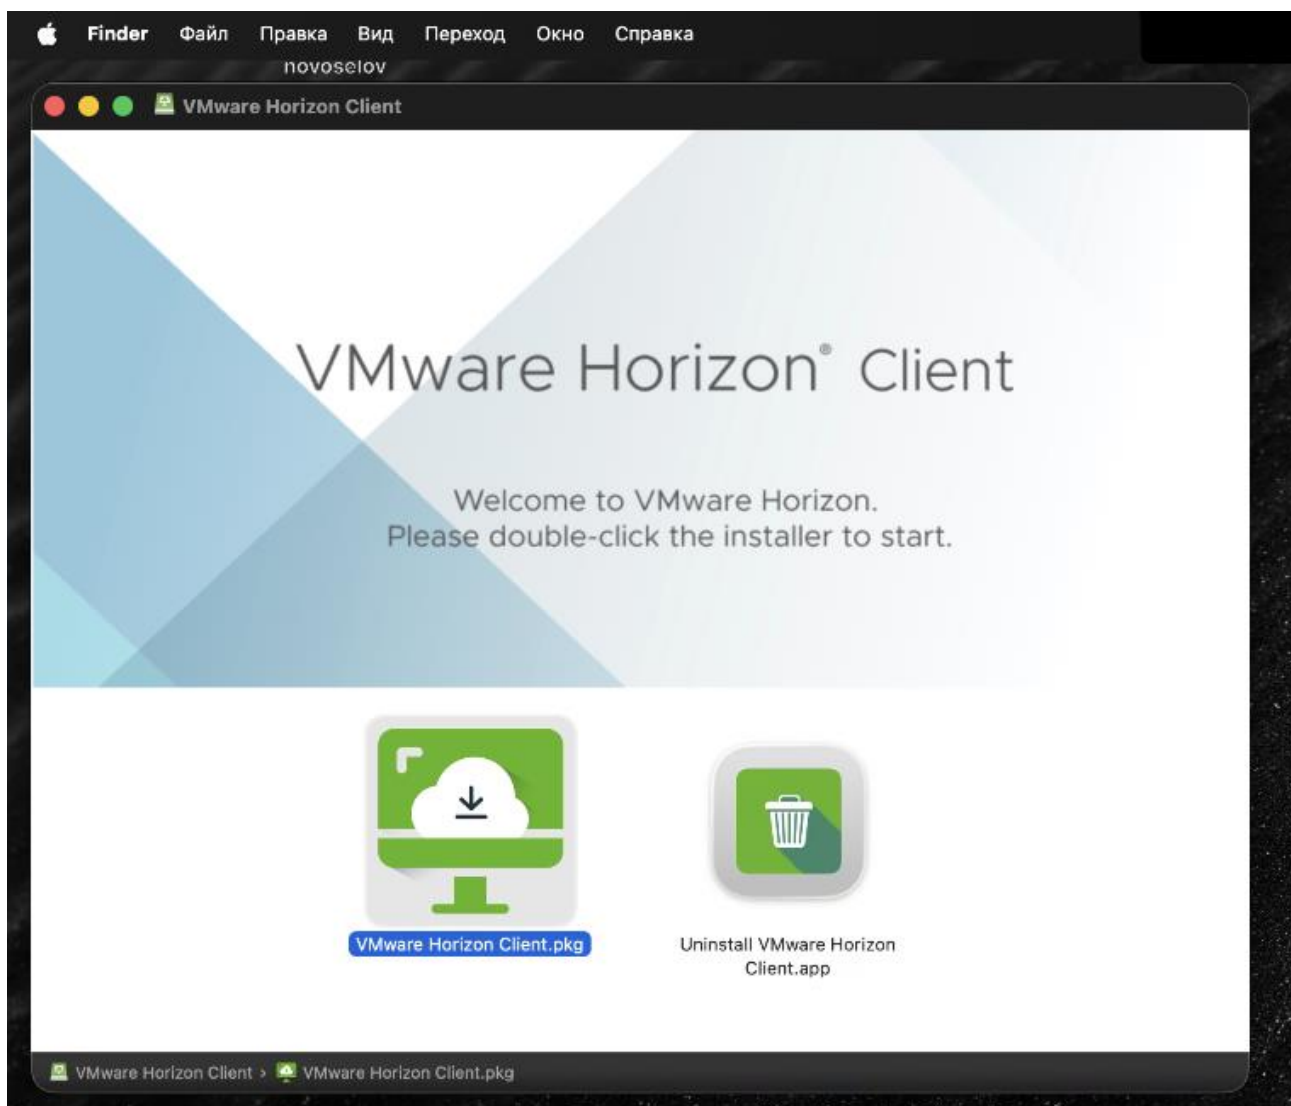 Finder Файл Правка Вид Переход Окно Справка
novoselov
VMware Horizon Client
VMware Horizon® Client
Welcome to VMware Horizon.
Please double-click the installer to start.
VMware Horizon Client.pkg
Uninstall VMware Horizon
Client.app
VMware Horizon Client › VMware Horizon Client.pkg